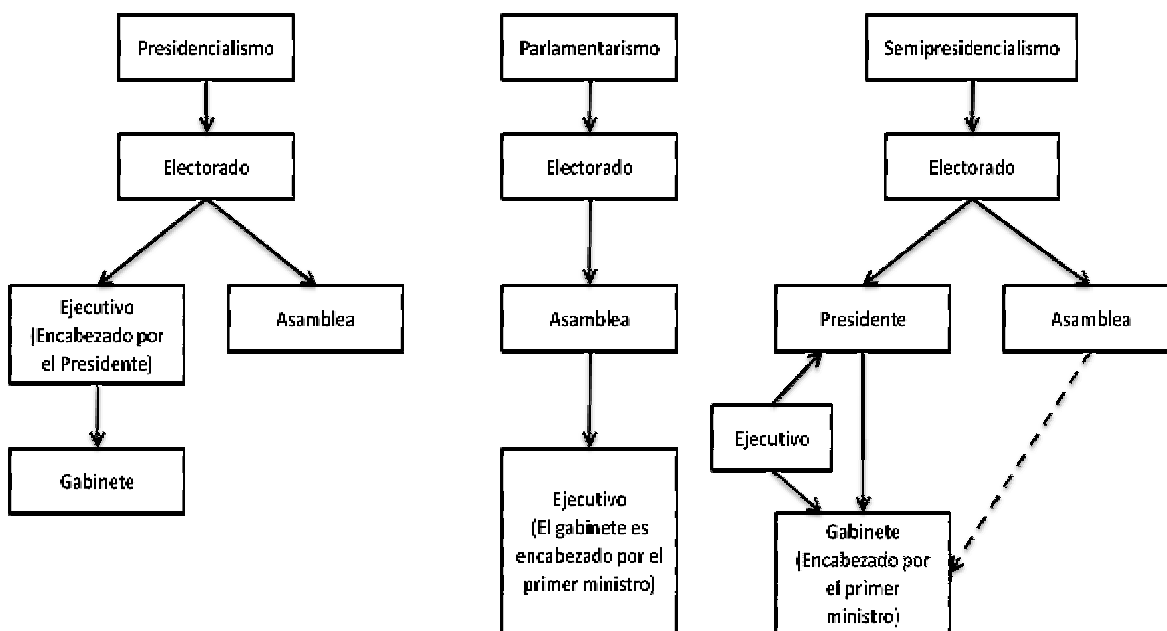 Presidencialismo
Electorado
Ejecutivo
(Encabezado por
el Presidente)
Asamblea
Gabinete
Parlamentarismo
Electorado
Asamblea
Ejecutivo
(El gabinete es
encabezado por el
primer ministro)
Semipresidencialismo
Electorado
Presidente
Asamblea
Ejecutivo
Gabinete
(Encabezado por
el primer
ministro)